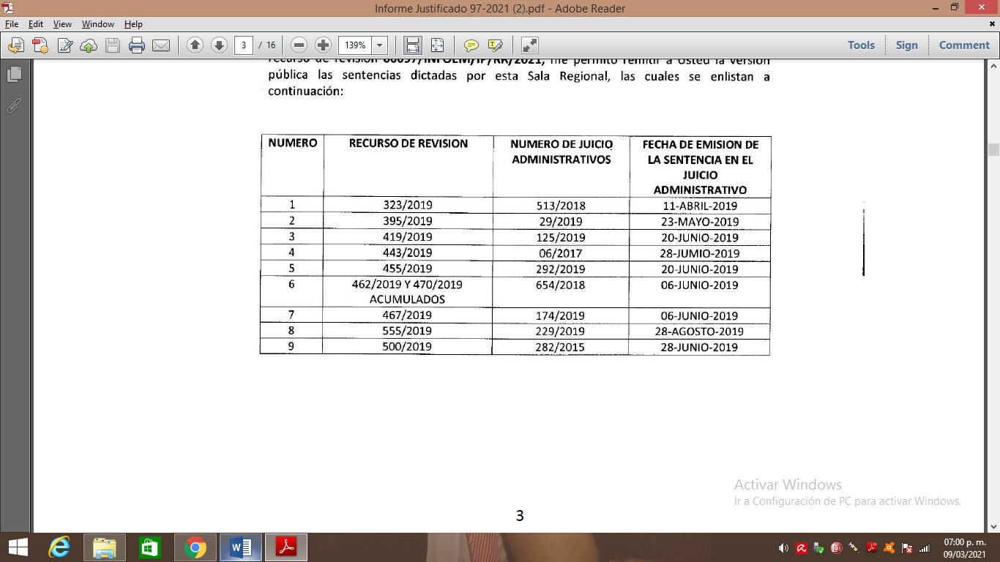 Informe Justificado 97-2021 (2).pdf - Adobe Reader
File Edit View Window Help
3 / 16 139% Tools Sign Comment
recurso de revisión 00097/INFOEM/IP/RR/2021, me permito remitir a Usted la versión
pública las sentencias dictadas por esta Sala Regional, las cuales se enlistan a
continuación:
NUMERO RECURSO DE REVISION NUMERO DE JUICIO ADMINISTRATIVOS FECHA DE EMISION DE LA SENTENCIA EN EL JUICIO ADMINISTRATIVO
1 323/2019 513/2018 11-ABRIL-2019
2 395/2019 29/2019 23-MAYO-2019
3 419/2019 125/2019 20-JUNIO-2019
4 443/2019 06/2017 28-JUMIO-2019
5 455/2019 292/2019 20-JUNIO-2019
6 462/2019 Y 470/2019 654/2018 06-JUNIO-2019
ACUMULADOS
7 467/2019 174/2019 06-JUNIO-2019
8 555/2019 229/2019 28-AGOSTO-2019
9 500/2019 282/2015 28-JUNIO-2019
Activar Windows
Ir a Configuración de PC para activar Windows.
3
07:00 p. m.
09/03/2021